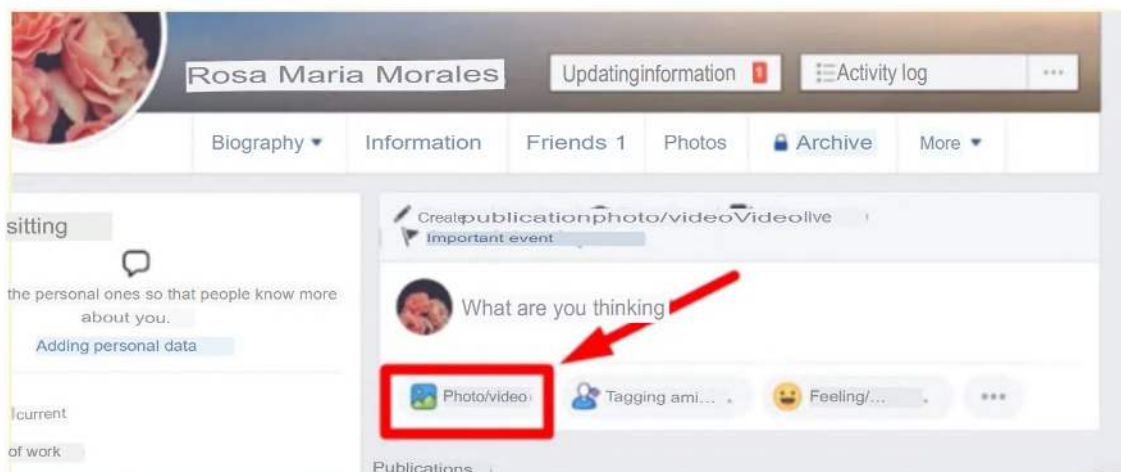 Rosa Maria Morales
Updatinginformation 1
Activity log
Biography
Information
Friends 1
Photos
Archive
More
sitting
the personal ones so that people know more
about you.
Adding personal data
current
of work
Createpublicationphoto/videoVideolive
Important event
What are you thinking
Photo/video
Tagging ami...
Feeling/...
Publications